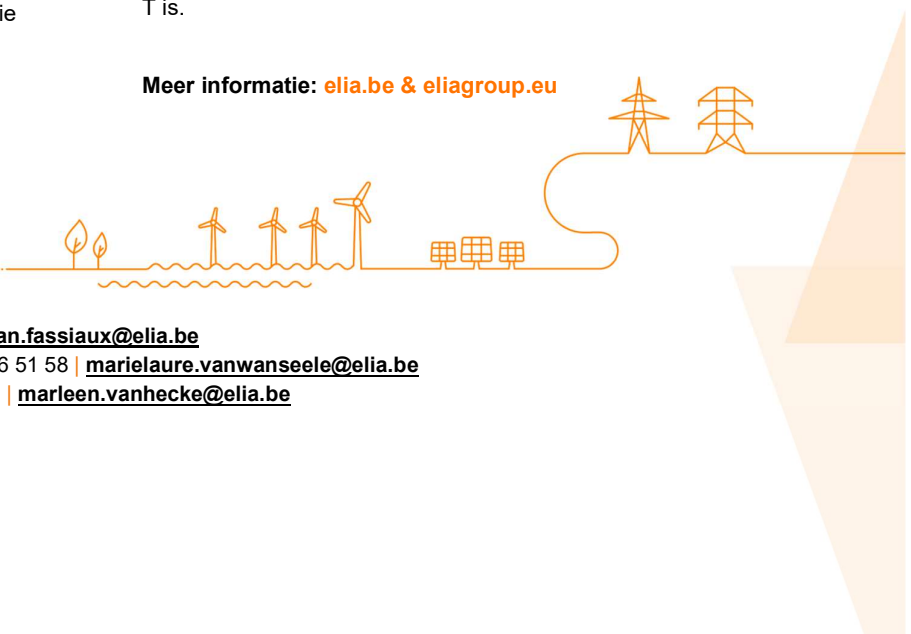 ie
T is.
Meer informatie: elia.be & eliagroup.eu
an.fassiaux@elia.be
6 51 58 | marielaure.vanwanseele@elia.be
| marleen.vanhecke@elia.be